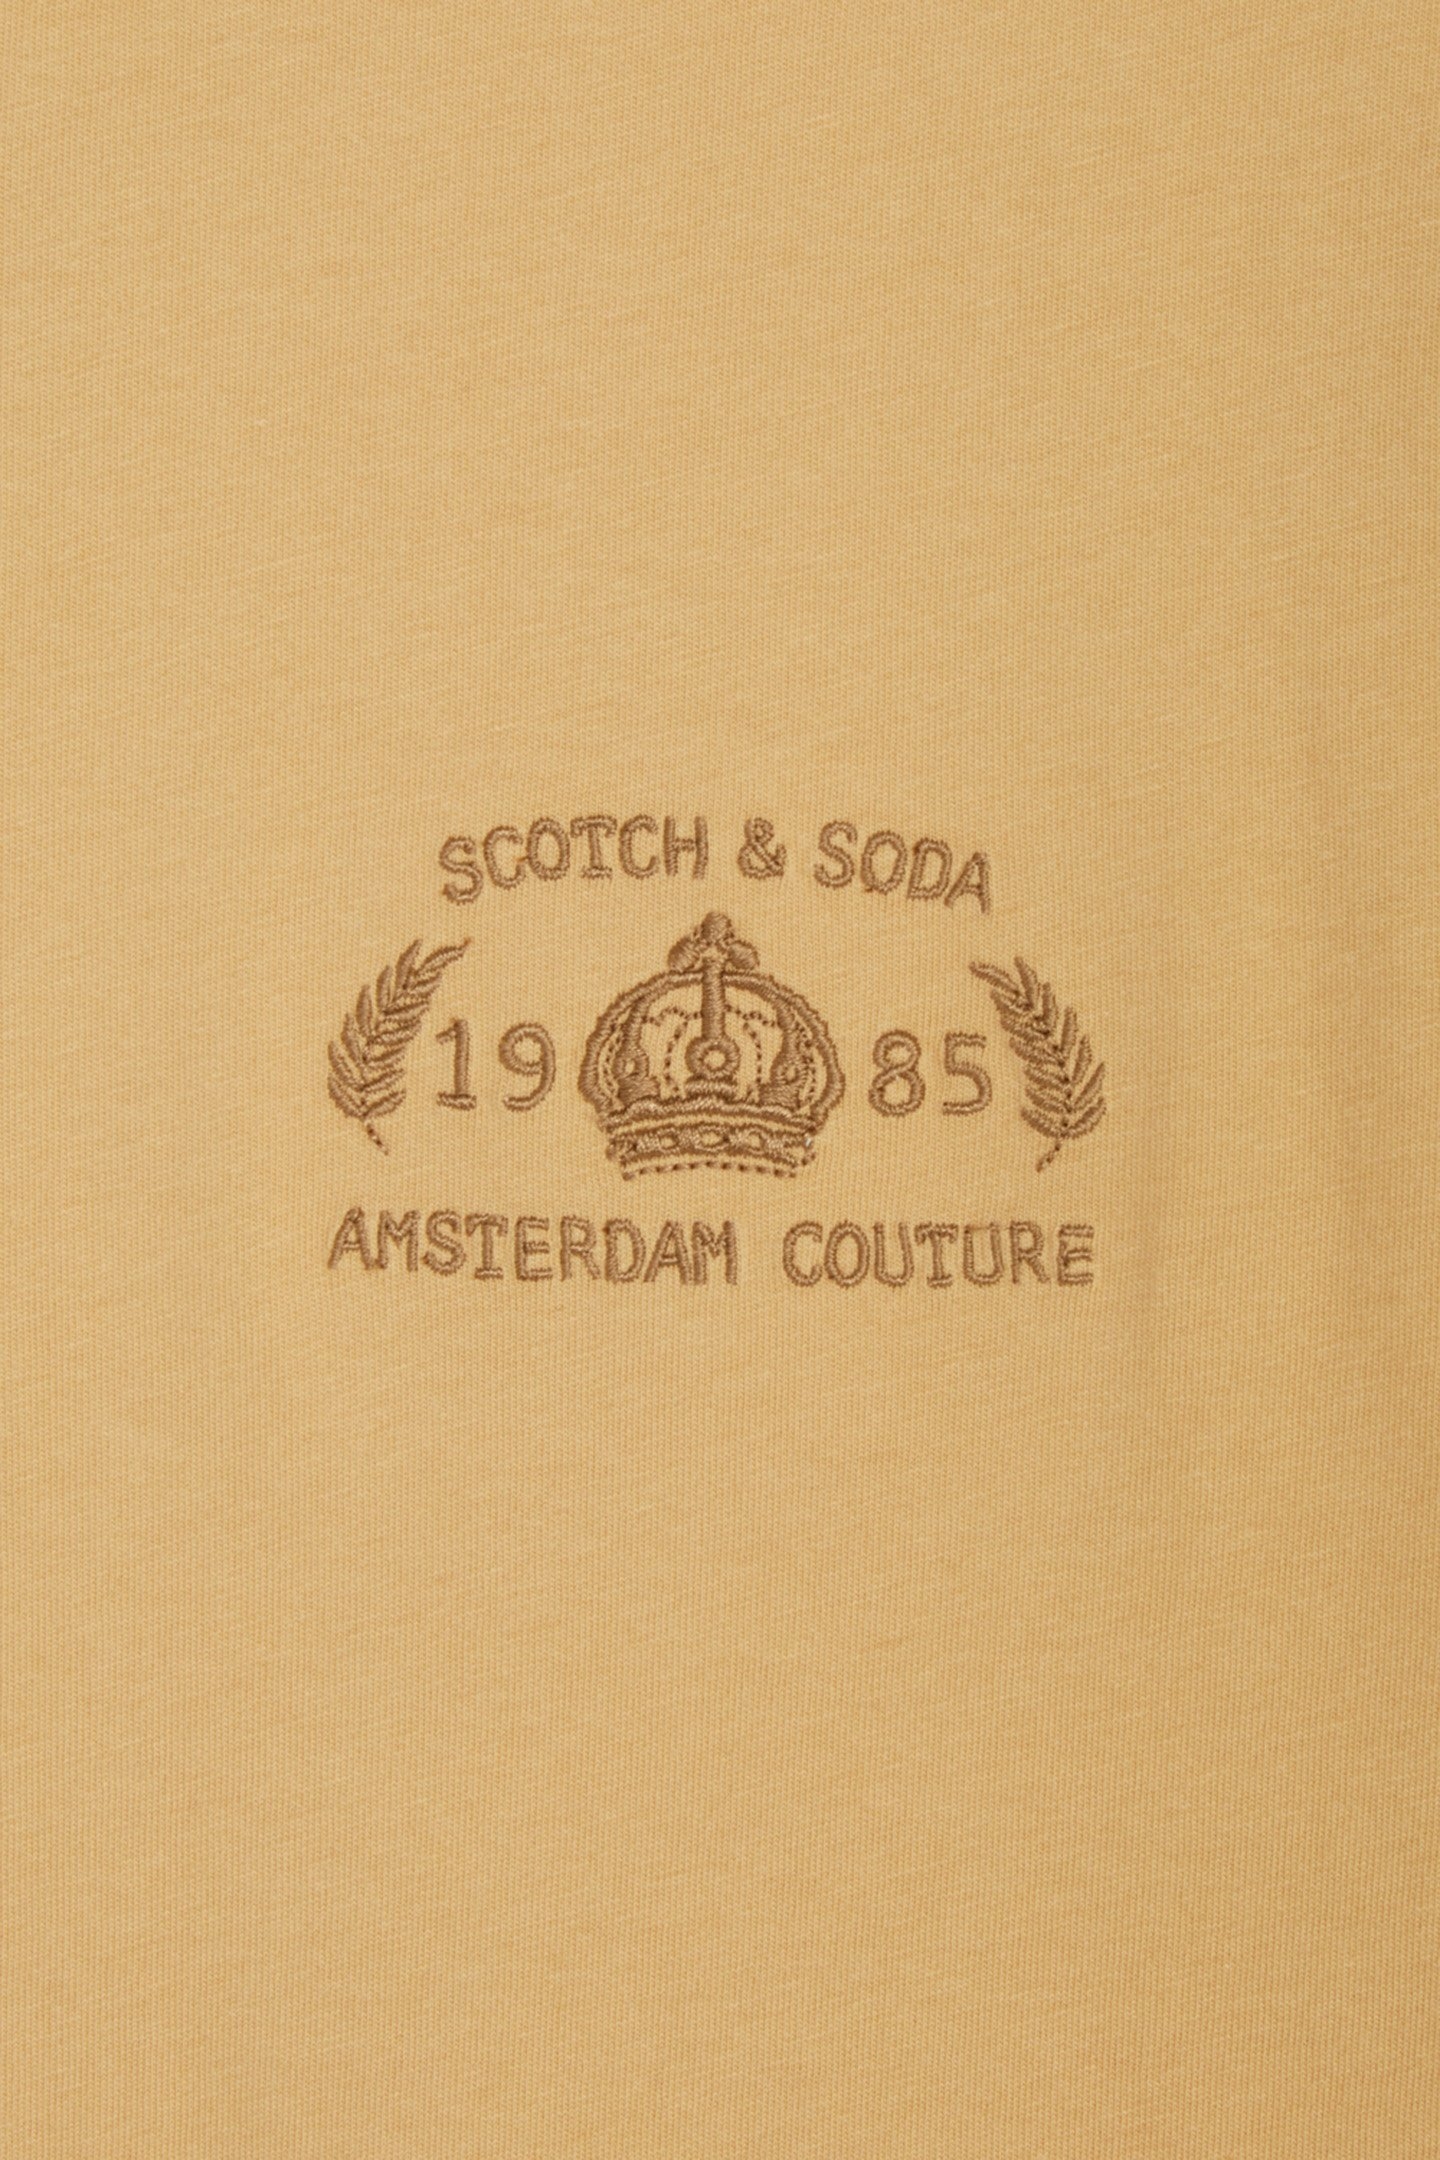 SCOTCH & SODA
19 85
AMSTERDAM COUTURE